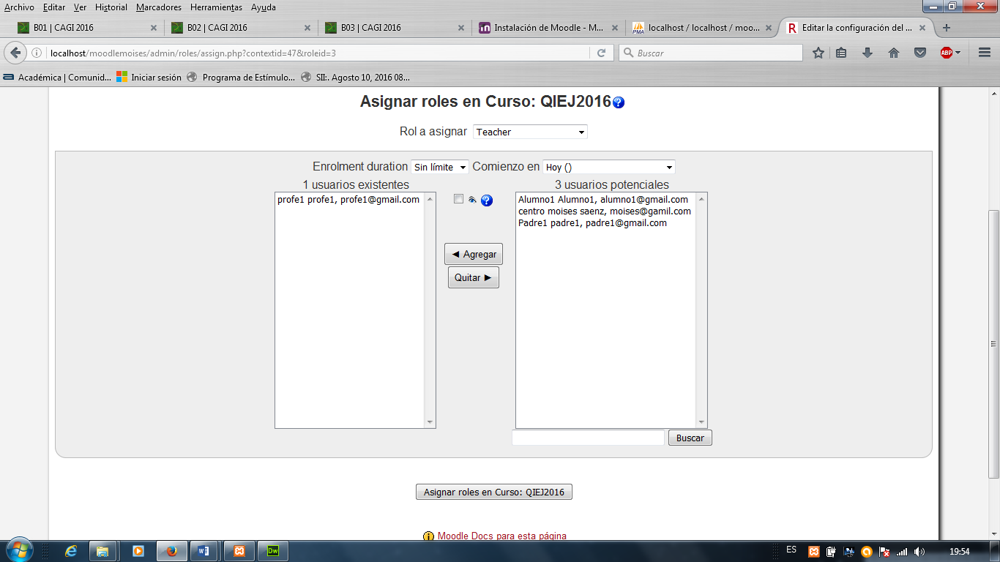 Archivo Editar Ver Historial Marcadores Herramientas Ayuda
B01 | CAGI 2016
B02 | CAGI 2016
B03 | CAGI 2016
Instalación de Moodle - M...
localhost / localhost / moo...
Editar la configuración del ...
localhost/moodlemoises/admin/roles/assign.php?contextid=47&roleid=3
Buscar
ABP
Académica | Comunid... Iniciar sesión Programa de Estímulo... SII:. Agosto 10, 2016 08...
Asignar roles en Curso: QIEJ2016
Rol a asignar Teacher
Enrolment duration Sin límite Comienzo en Hoy ()
1 usuarios existentes
3 usuarios potenciales
profe1 profe1, profe1@gmail.com
Alumno1 Alumno1, alumno1@gmail.com
centro moises saenz, moises@gamil.com
Padre1 padre1, padre1@gmail.com
◄ Agregar
Quitar ►
Buscar
Asignar roles en Curso: QIEJ2016
Moodle Docs para esta página
ES
19:54